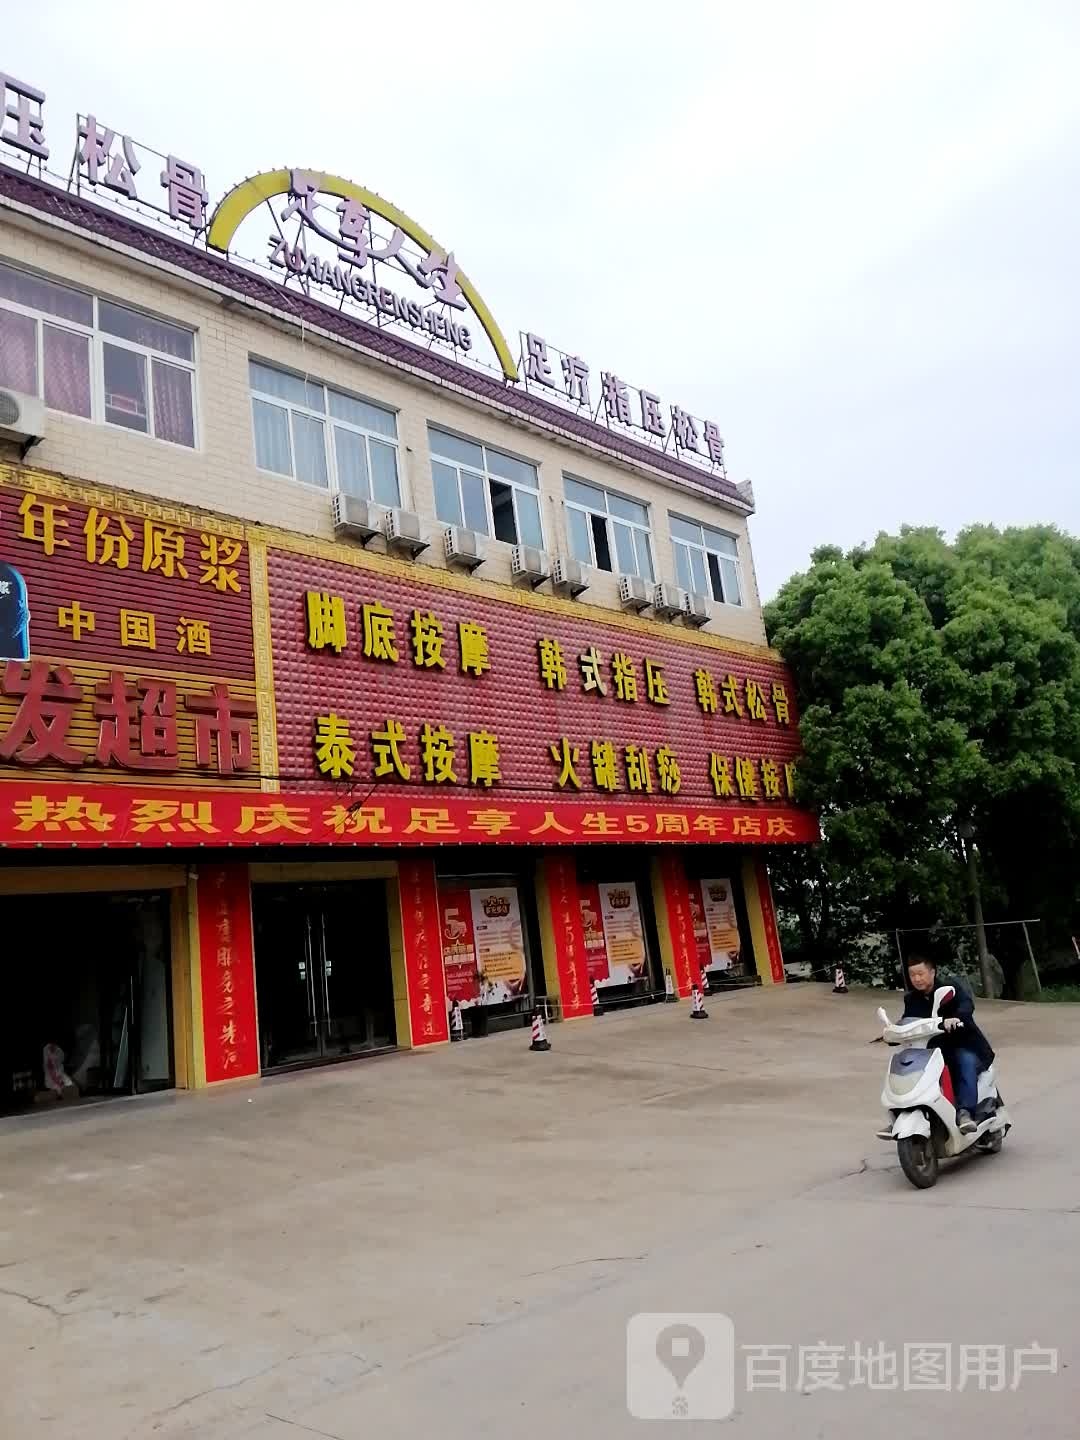 压松骨
足享人生
ZUXIANGRENSHENG
足疗指压松骨
年份原浆
中国酒
发超市
脚底按摩 韩式指压 韩式松骨
泰式按摩 火罐刮痧 保健按摩
热烈庆祝足享人生5周年店庆
百度地图用户